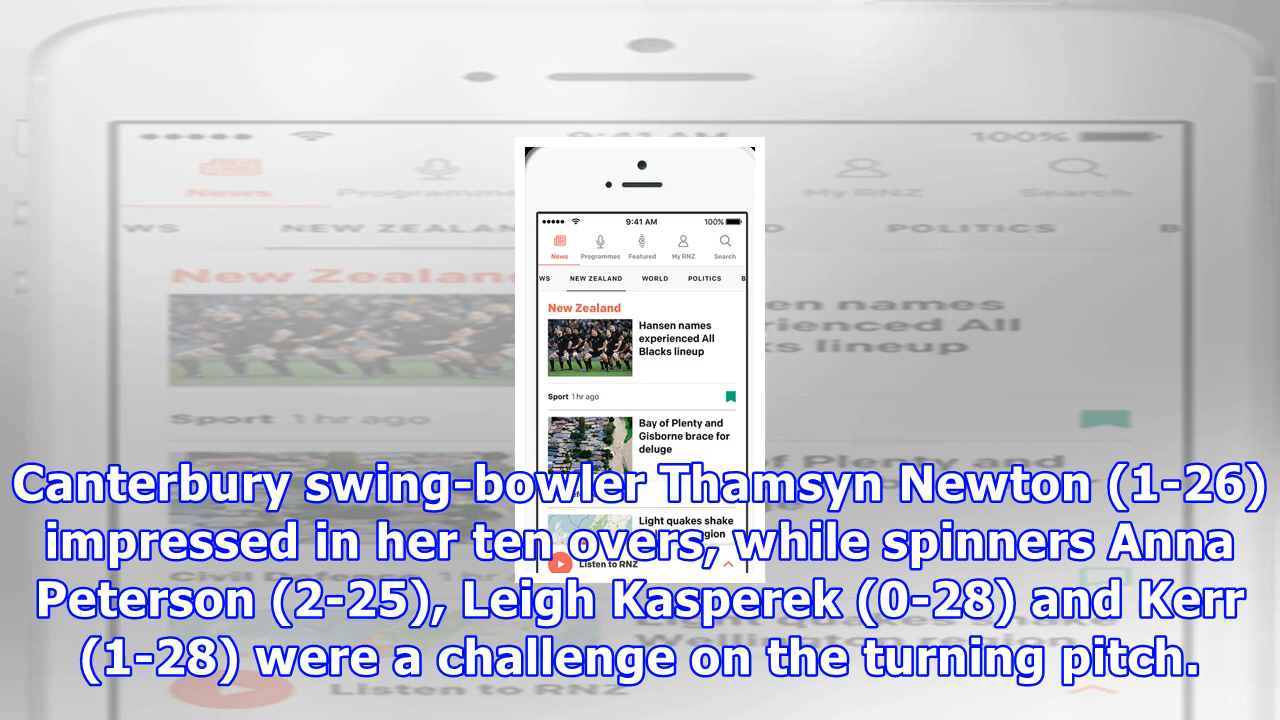 9:41 AM
100%
News
Programmes
Featured
My RNZ
Search
WS
NEW ZEALAND
WORLD
POLITICS
B
New Zealand
Hansen names
experienced All
Blacks lineup
Sport 1 hr ago
Bay of Plenty and
Gisborne brace for
deluge
Light quakes shake
Listen to RNZ
Canterbury swing-bowler Thamsyn Newton (1-26)
impressed in her ten overs, while spinners Anna
Peterson (2-25), Leigh Kasperek (0-28) and Kerr
(1-28) were a challenge on the turning pitch.